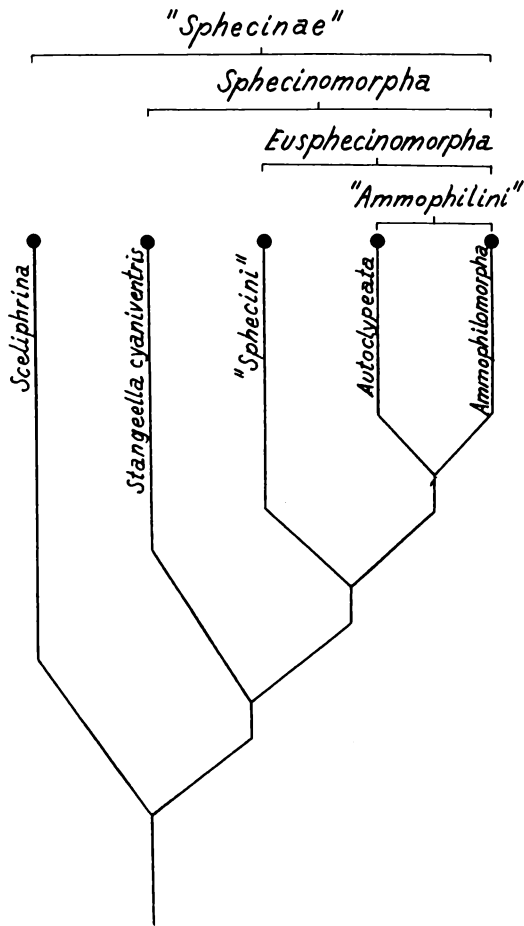 "Sphecinae"
Sphecinomorpha
Eusphecinomorpha
"Ammophilini"
Sceliphrina
Stangeella cyaniventris
"Sphecini"
Autoclypeata
Ammophilomorpha